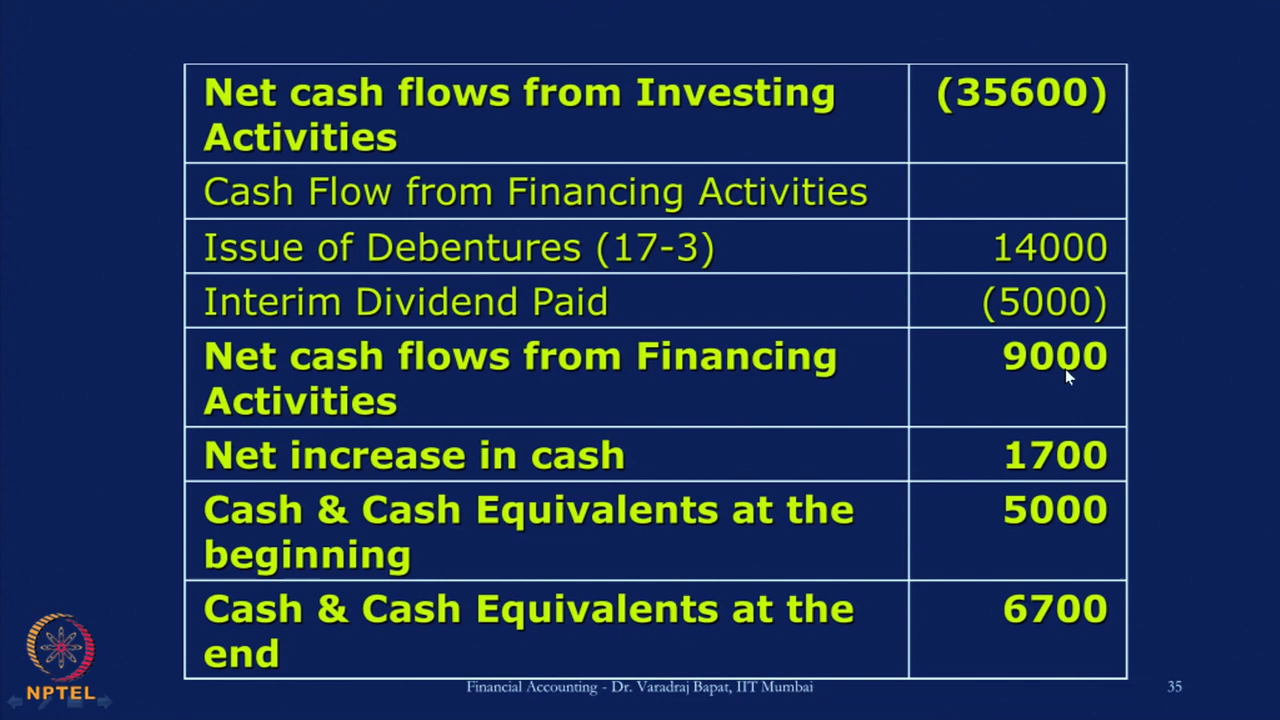 Net cash flows from Investing (35600)
Activities
Cash Flow from Financing Activities
Issue of Debentures (17-3) 14000
Interim Dividend Paid (5000)
Net cash flows from Financing 9000
Activities
Net increase in cash 1700
Cash & Cash Equivalents at the 5000
beginning
Cash & Cash Equivalents at the 6700
end
NPTEL
Financial Accounting - Dr. Varadraj Bapat, IIT Mumbai 35